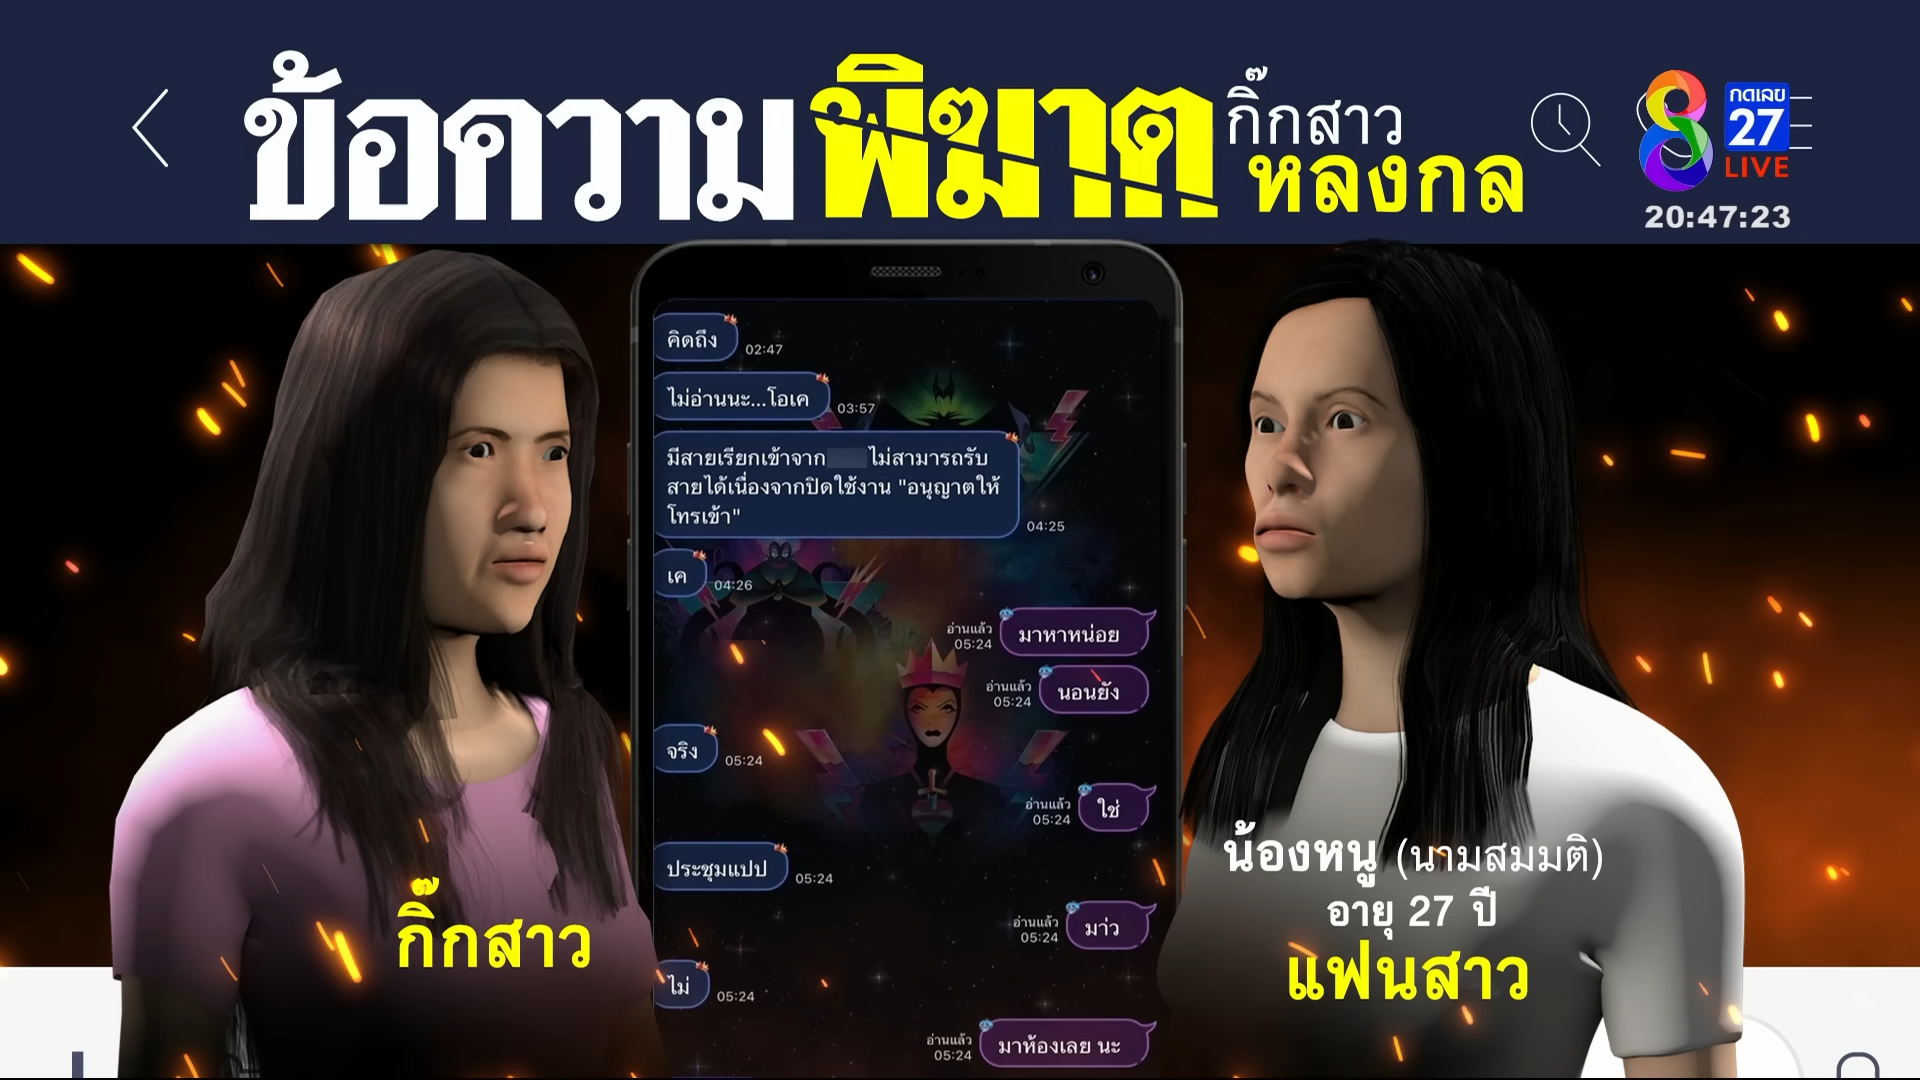 ข้อความพิฆาต กิ๊กสาว
หลงกล
กดเลข
27
LIVE
20:47:23
คิดถึง
02:47
ไม่อ่านนะ...โอเค
03:57
มีสายเรียกเข้าจาก ไม่สามารถรับ
สายได้เนื่องจากปิดใช้งาน "อนุญาตให้
โทรเข้า"
04:25
เค
04:26
อ่านแล้ว
05:24
มาหาหน่อย
อ่านแล้ว
05:24
นอนยัง
จริง
05:24
อ่านแล้ว
05:24
ใช่
ประชุมแปป
05:24
อ่านแล้ว
05:24
มาว
ไม่
05:24
อ่านแล้ว
05:24
มาห้องเลย นะ
กิ๊กสาว
น้องหนู (นามสมมติ)
อายุ 27 ปี
แฟนสาว